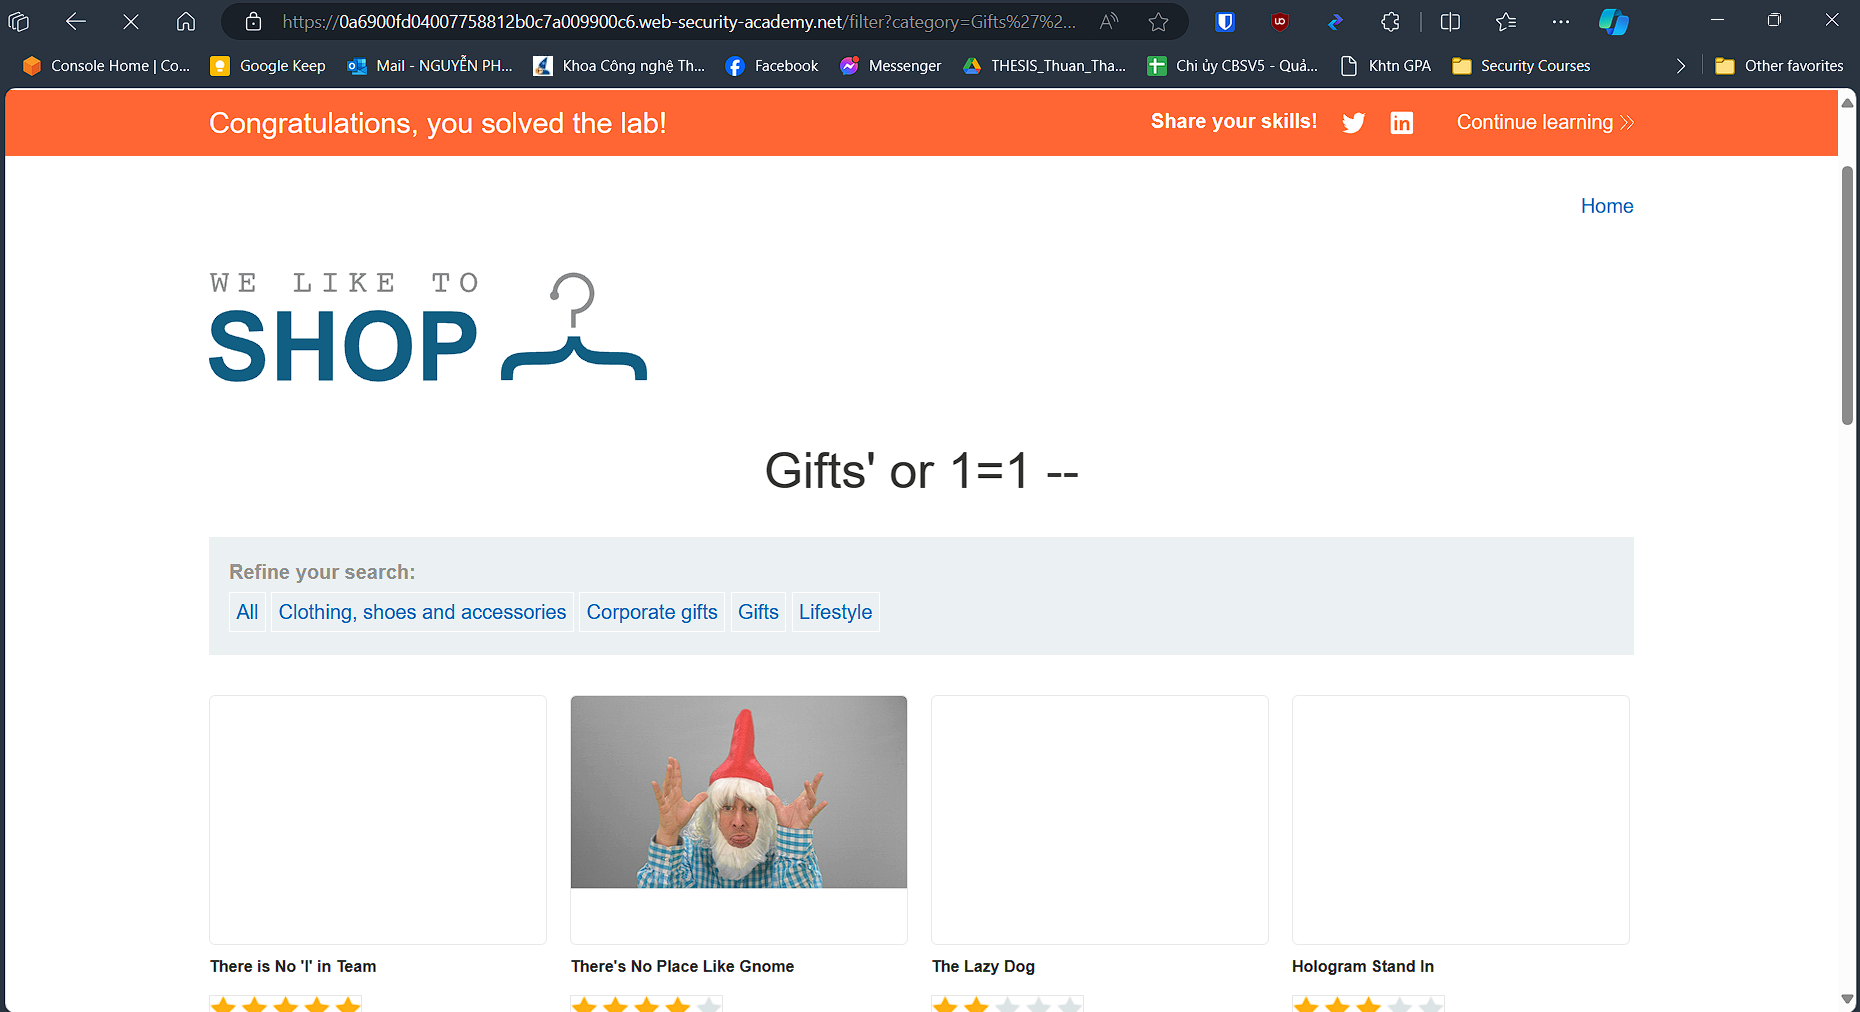 https://0a6900fd04007758812b0c7a009900c6.web-security-academy.net/filter?category=Gifts%27%2...
Console Home | Co... Google Keep Mail - NGUYỄN PH... Khoa Công nghệ Th... Facebook Messenger THESIS_Thuan_Tha... Chi ủy CBSV5 - Quả... Khtn GPA Security Courses Other favorites
Congratulations, you solved the lab! Share your skills! Continue learning
Home
WE LIKE TO
SHOP
Gifts' or 1=1 --
Refine your search:
All Clothing, shoes and accessories Corporate gifts Gifts Lifestyle
There is No 'I' in Team There's No Place Like Gnome The Lazy Dog Hologram Stand In